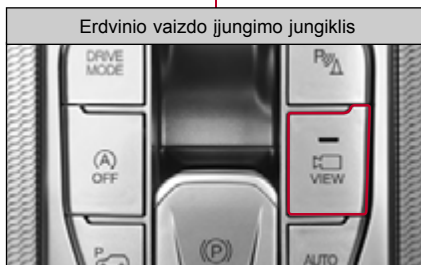 Erdvinio vaizdo įjungimo jungiklis
DRIVE
MODE
P
A
OFF
VIEW
P
(P)
AUTO